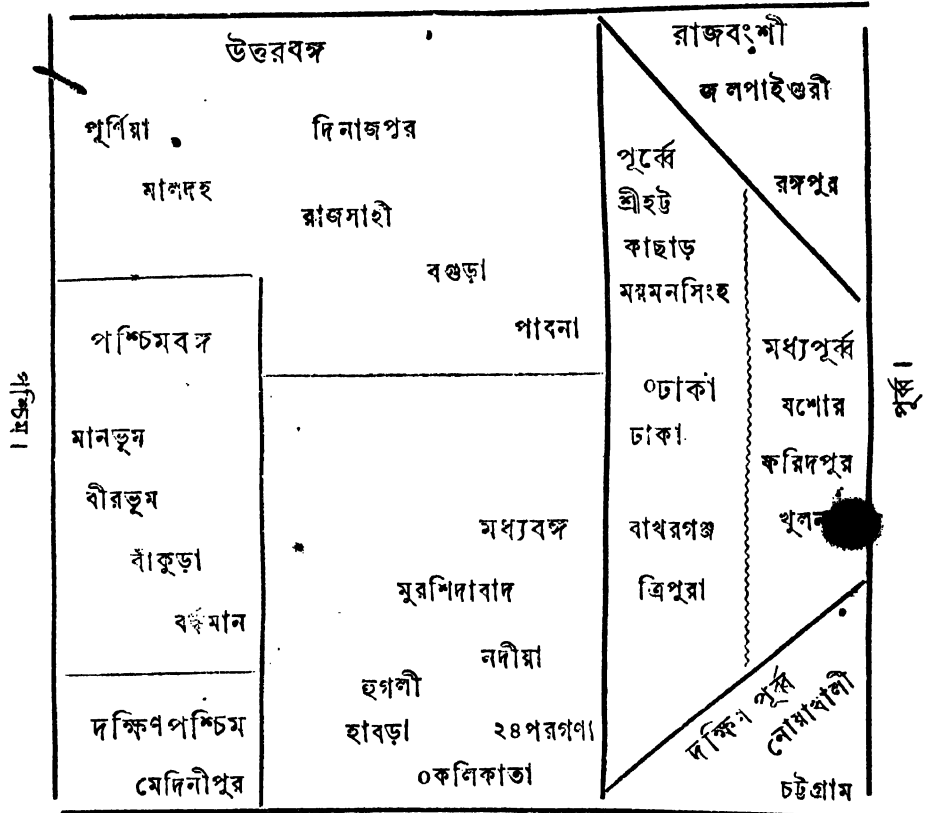 উত্তরবঙ্গ
পূর্ণিয়া
দিনাজপুর
মালদহ
রাজসাহী
বগুড়া
পাবনা
রাজবংশী
জলপাইগুরী
রঙ্গপুর
পূর্ব্বে
শ্রীহট্ট
কাছাড়
ময়মনসিংহ
০ঢাকা
ঢাকা
বাখরগঞ্জ
ত্রিপুরা
মধ্যপূর্ব্ব
যশোর
ফরিদপুর
পূর্ব্ব।
পশ্চিম।
পশ্চিমবঙ্গ
মানভূম
বীরভূম
বাঁকুড়া
বর্দ্ধমান
মধ্যবঙ্গ
মুরশিদাবাদ
নদীয়া
হুগলী
হাবড়া
২৪পরগণা
০কলিকাতা
দক্ষিণপশ্চিম
মেদিনীপুর
দক্ষিণ পূর্ব্ব
নোয়াখালী
চট্টগ্রাম